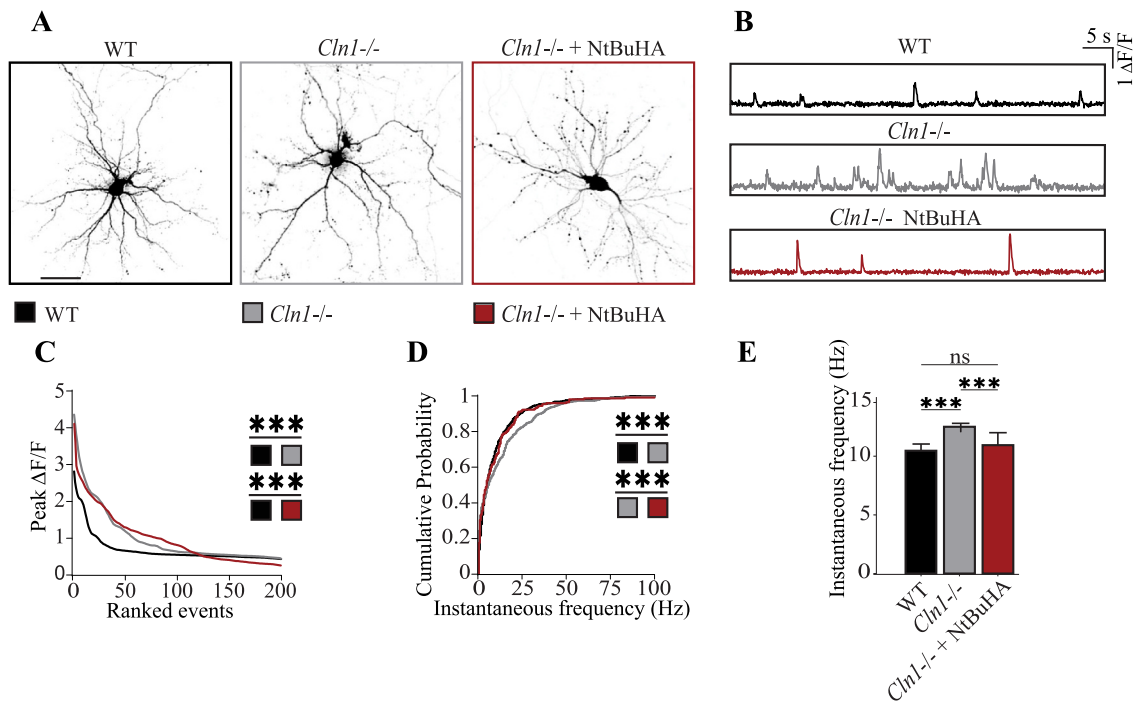 A
WT
Cln1-/-
Cln1-/- + NtBuHA
WT
Cln1-/-
Cln1-/- + NtBuHA
B
5 s
1 ΔF/F
WT
Cln1-/-
Cln1-/- NtBuHA
C
Peak ΔF/F
5
4
3
2
1
0
0
50
100
150
200
Ranked events
***
***
D
Cumulative Probability
1
0.8
0.6
0.4
0.2
0
0
25
50
75
100
Instantaneous frequency (Hz)
***
***
E
Instantaneous frequency (Hz)
15
10
5
0
15
ns
***
***
WT
Cln1-/-
Cln1-/- + NtBuHA